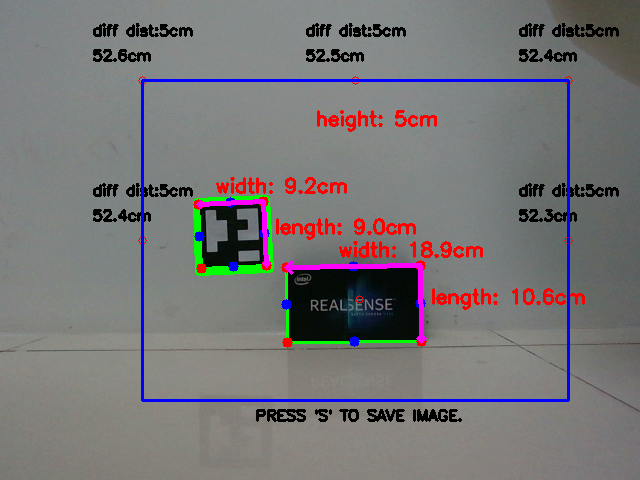 diff dist:5cm
52.6cm
diff dist:5cm
52.5cm
diff dist:5cm
52.4cm
height: 5cm
diff dist:5cm
52.4cm
width: 9.2cm
diff dist:5cm
52.3cm
length: 9.0cm
width: 18.9cm
intel
REALSENSE
length: 10.6cm
PRESS 'S' TO SAVE IMAGE.